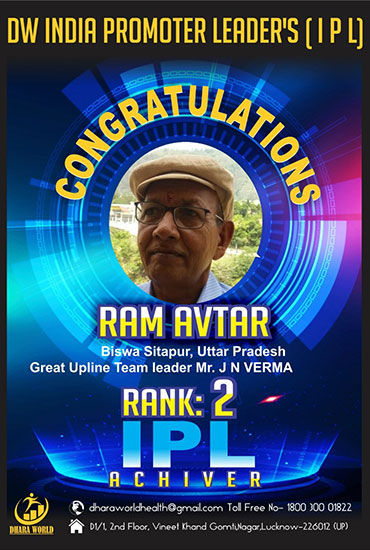 DW INDIA PROMOTER LEADER'S ( I P L )
CONGRATULATIONS
RAM AVTAR
Biswa Sitapur, Uttar Pradesh
Great Upline Team leader Mr. J N VERMA
RANK: 2
IPL
ACHIVER
dharaworldhealth@gmail.com Toll Free No- 1800 )00 01822
D1/1, 2nd Floor, Vineet Khand GomtiNagar,Lucknow-226012 (UP)
DHARA WORLD